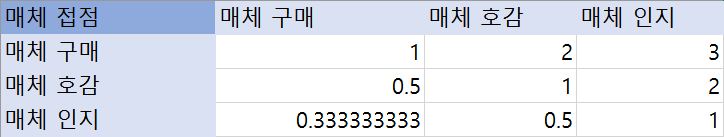 매체 접점 매체 구매 매체 호감 매체 인지
매체 구매 1 2 3
매체 호감 0.5 1 2
매체 인지 0.333333333 0.5 1